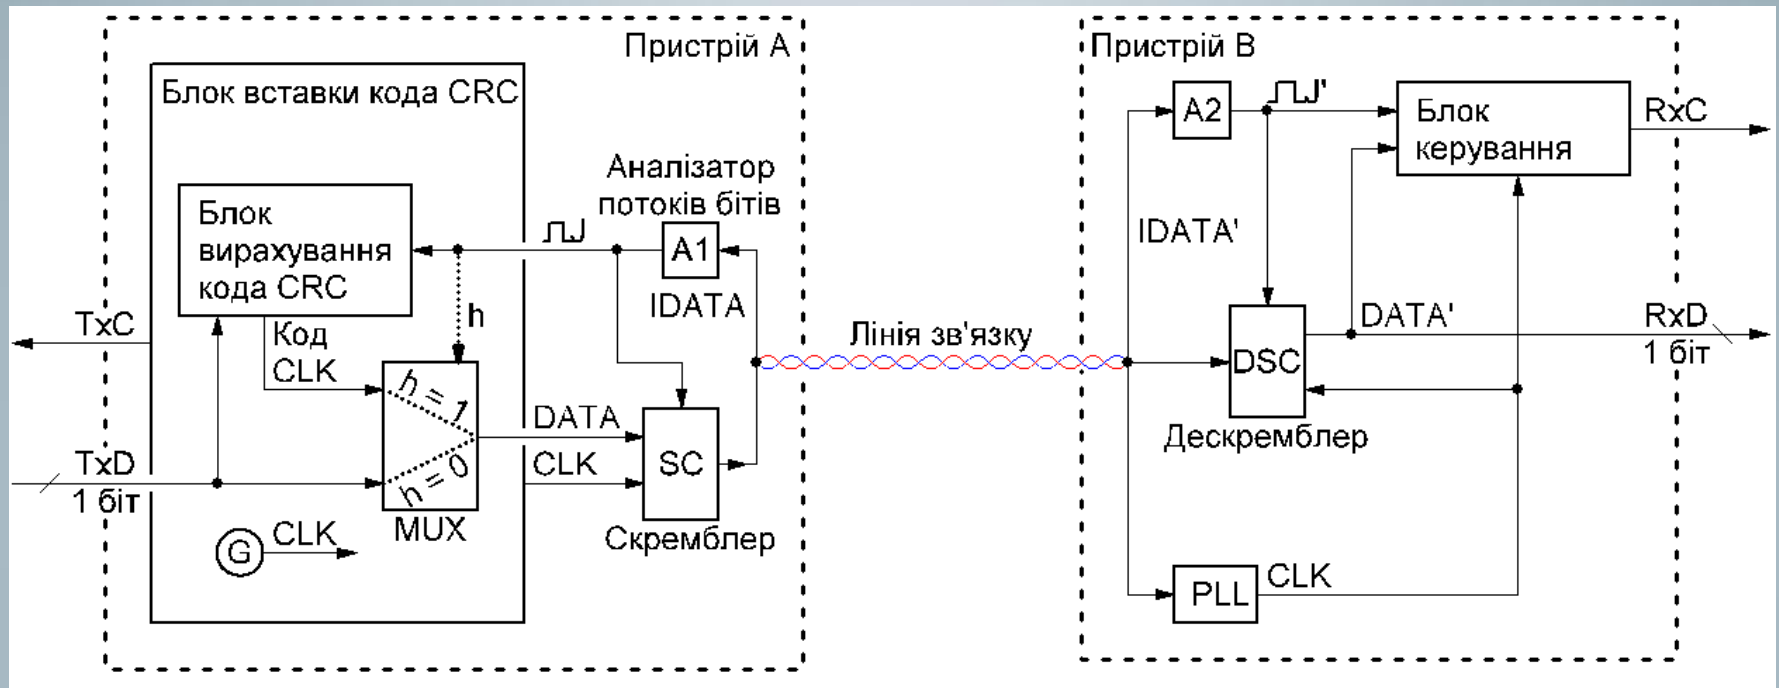 Пристрій А
Блок вставки кода CRC
Блок
вирахування
кода CRC
Код
CLK
h
h = 1
h = 0
MUX
TxC
TxD
1 біт
G
CLK
Аналізатор
потоків бітів
A1
IDATA
DATA
CLK
SC
Скремблер
Лінія зв'язку
Пристрій В
A2
J'
J
Блок
керування
RxC
IDATA'
DSC
Дескремблер
DATA'
RxD
1 біт
PLL
CLK